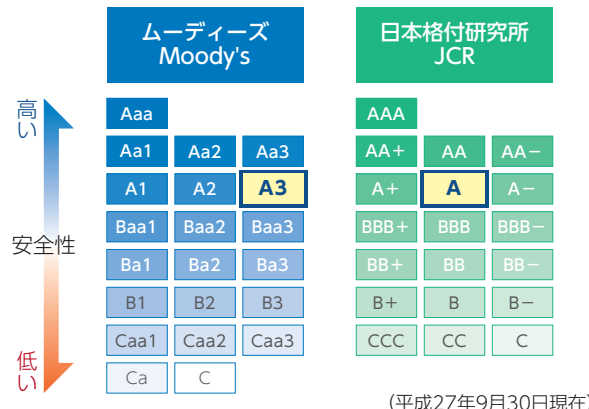 ムーディーズ
Moody's
日本格付研究所
JCR
高い
安全性
低い
Aaa
Aa1 Aa2 Aa3
A1 A2 A3
Baa1 Baa2 Baa3
Ba1 Ba2 Ba3
B1 B2 B3
Caa1 Caa2 Caa3
Ca C
AAA
AA+ AA AA−
A+ A A−
BBB+ BBB BBB−
BB+ BB BB−
B+ B B−
CCC CC C
(平成27年9月30日現在)